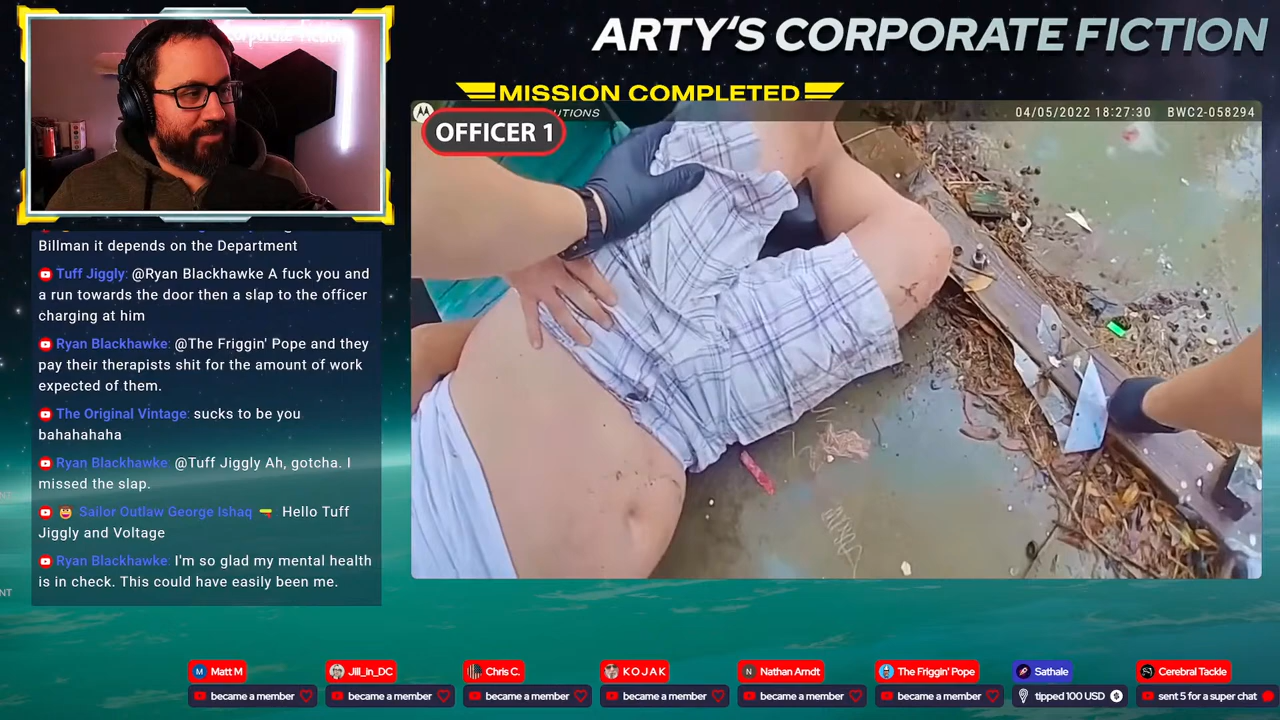 Corporate Fiction
ARTY'S CORPORATE FICTION
MISSION COMPLETED
UTIONS
04/05/2022 18:27:30 BWC2-058294
OFFICER 1
Billman it depends on the Department
Tuff Jiggly: @Ryan Blackhawke A fuck you and
a run towards the door then a slap to the officer
charging at him
Ryan Blackhawke: @The Friggin' Pope and they
pay their therapists shit for the amount of work
expected of them.
The Original Vintage: sucks to be you
bahahahaha
Ryan Blackhawke: @Tuff Jiggly Ah, gotcha. I
missed the slap.
Sailor Outlaw George Ishaq Hello Tuff
Jiggly and Voltage
Ryan Blackhawke: I'm so glad my mental health
is in check. This could have easily been me.
NT
NT
M Matt M
became a member
Jill_in_DC
became a member
Chris C.
became a member
K O J A K
became a member
N Nathan Arndt
became a member
The Friggin' Pope
became a member
Sathale
tipped 100 USD
Cerebral Tackle
sent 5 for a super chat